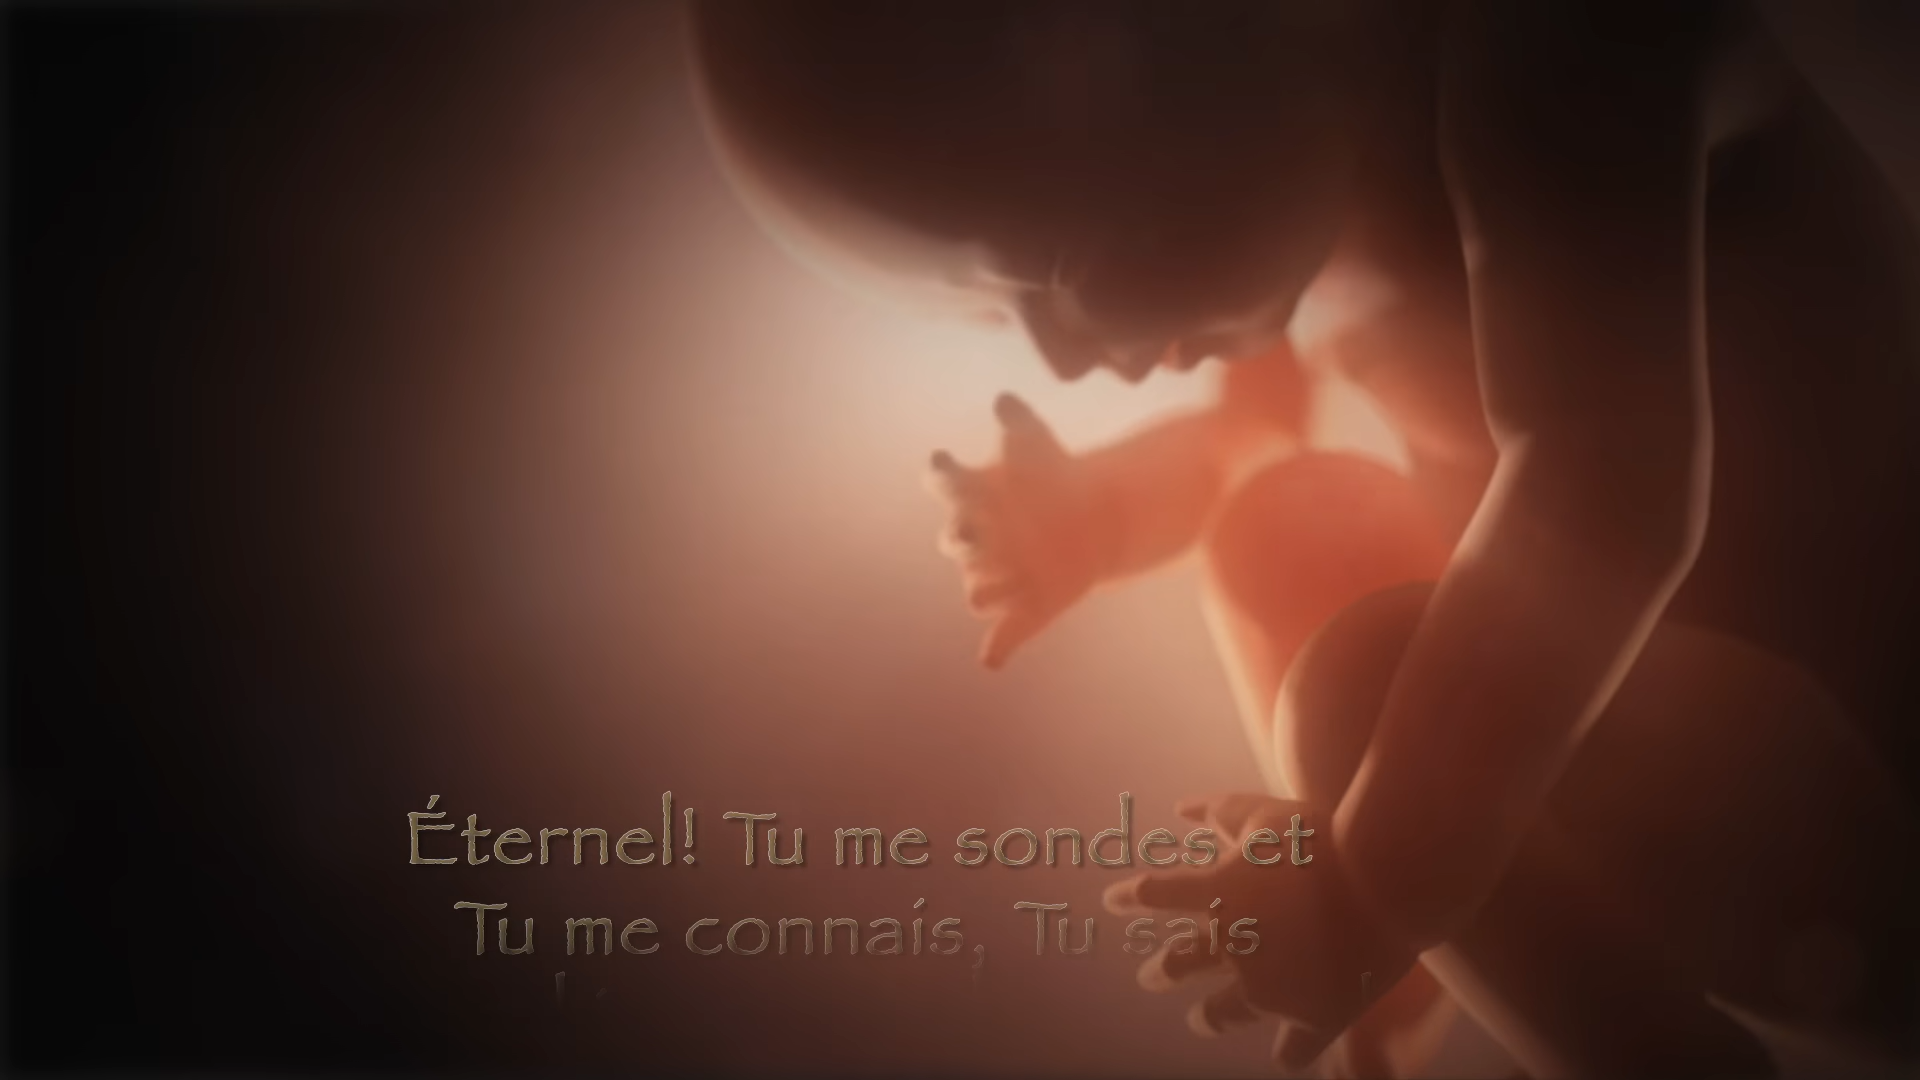 Éternel! Tu me sondes et
Tu me connais, Tu sais